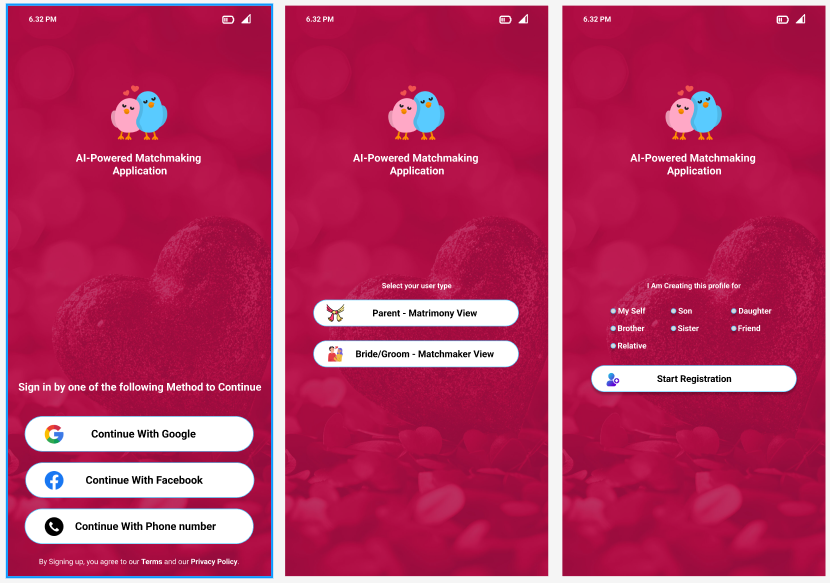 6.32 PM
AI-Powered Matchmaking
Application
Sign in by one of the following Method to Continue
Continue With Google
Continue With Facebook
Continue With Phone number
By Signing up, you agree to our Terms and our Privacy Policy.
6.32 PM
AI-Powered Matchmaking
Application
Select your user type
Parent - Matrimony View
Bride/Groom - Matchmaker View
6.32 PM
AI-Powered Matchmaking
Application
I Am Creating this profile for
My Self Son Daughter
Brother Sister Friend
Relative
Start Registration